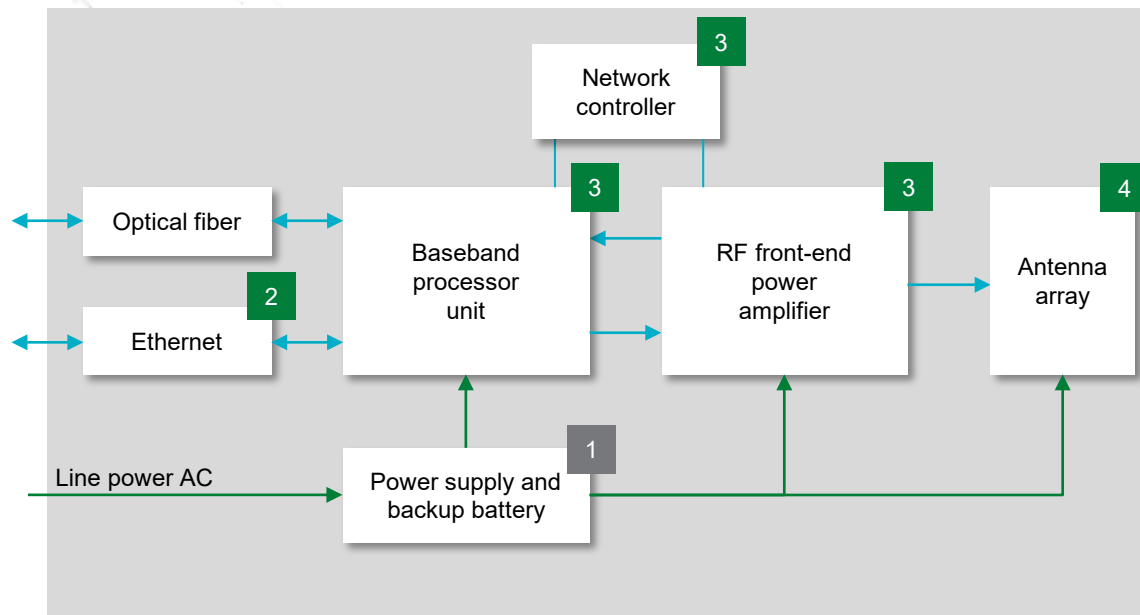 3
Network
controller
3
3
4
Optical fiber
Baseband
processor
unit
RF front-end
power
amplifier
Antenna
array
2
Ethernet
1
Line power AC
Power supply and
backup battery